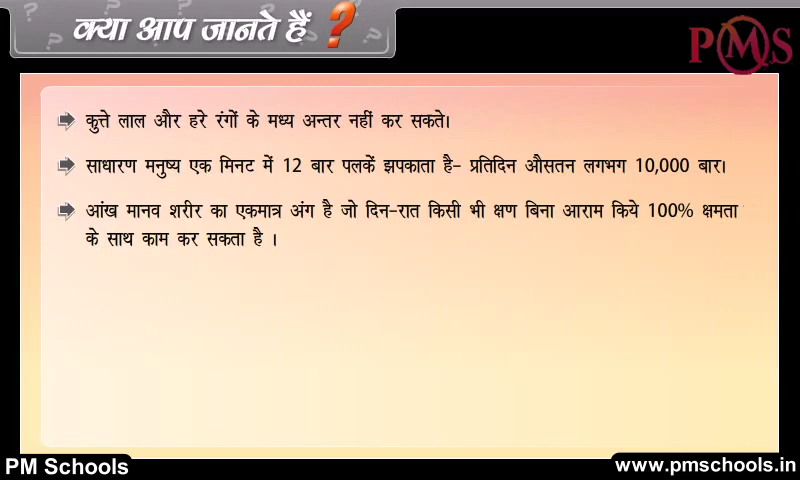 क्या आप जानते हैं ?
PMS
कुत्ते लाल और हरे रंगों के मध्य अन्तर नहीं कर सकते।
साधारण मनुष्य एक मिनट में 12 बार पलकें झपकाता है- प्रतिदिन औसतन लगभग 10,000 बार।
आंख मानव शरीर का एकमात्र अंग है जो दिन-रात किसी भी क्षण बिना आराम किये 100% क्षमता
के साथ काम कर सकता है ।
PM Schools
www.pmschools.in